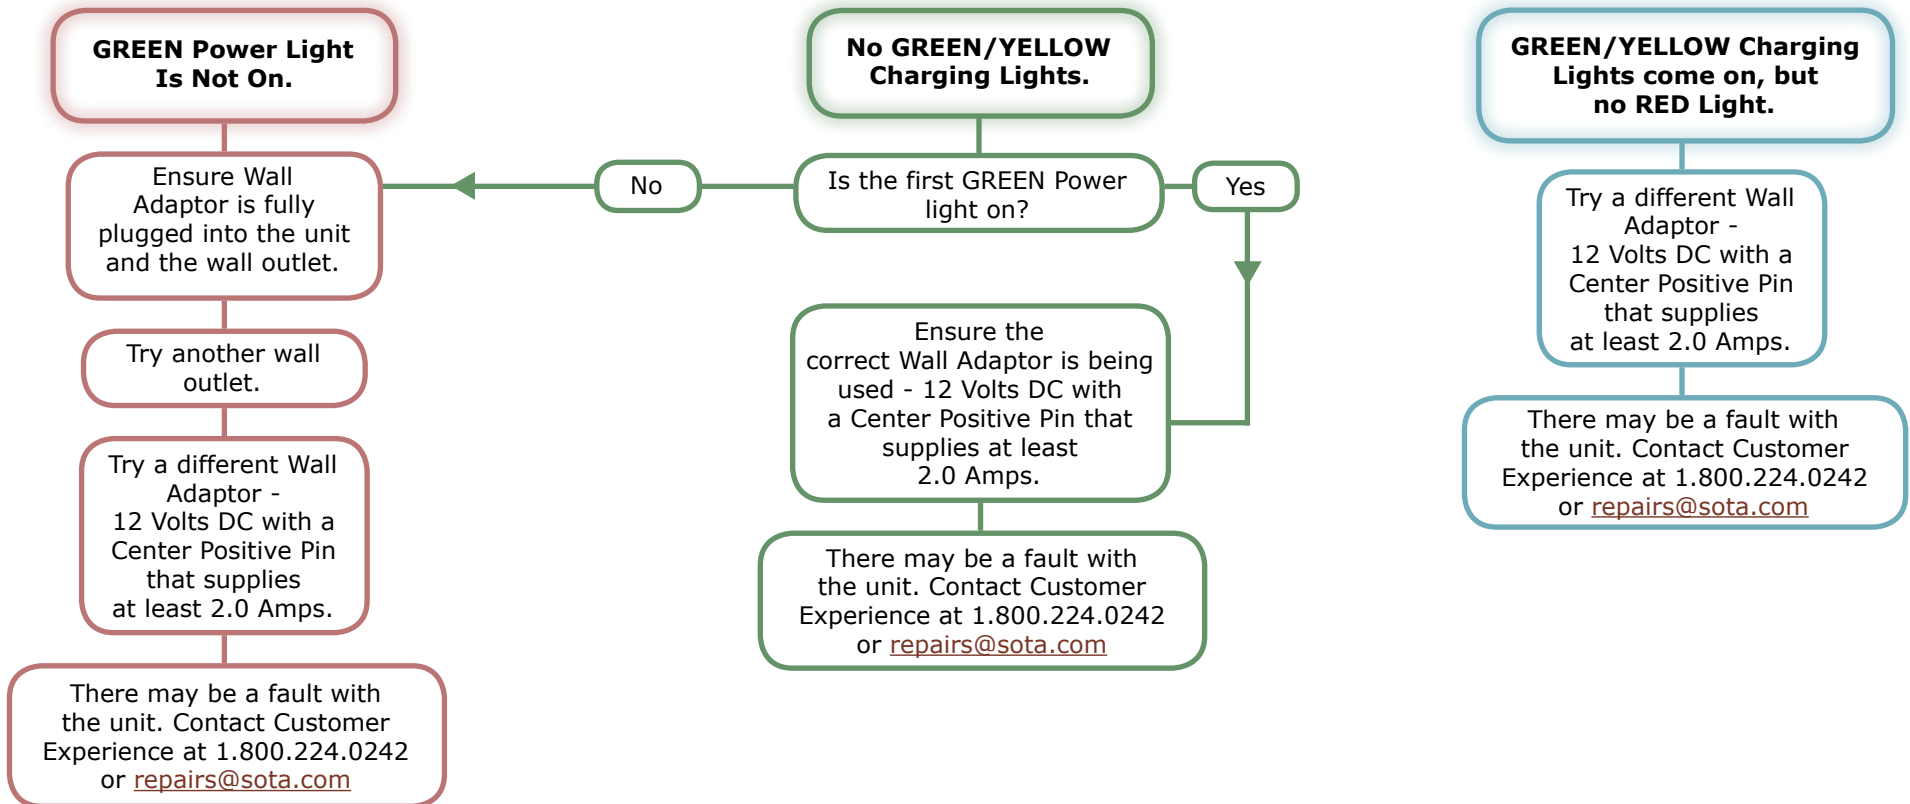 GREEN Power Light
Is Not On.
Ensure Wall
Adaptor is fully
plugged into the unit
and the wall outlet.
Try another wall
outlet.
Try a different Wall
Adaptor -
12 Volts DC with a
Center Positive Pin
that supplies
at least 2.0 Amps.
There may be a fault with
the unit. Contact Customer
Experience at 1.800.224.0242
or repairs@sota.com
No GREEN/YELLOW
Charging Lights.
Is the first GREEN Power
light on?
No
Yes
Ensure the
correct Wall Adaptor is being
used - 12 Volts DC with
a Center Positive Pin that
supplies at least
2.0 Amps.
There may be a fault with
the unit. Contact Customer
Experience at 1.800.224.0242
or repairs@sota.com
GREEN/YELLOW Charging
Lights come on, but
no RED Light.
Try a different Wall
Adaptor -
12 Volts DC with a
Center Positive Pin
that supplies
at least 2.0 Amps.
There may be a fault with
the unit. Contact Customer
Experience at 1.800.224.0242
or repairs@sota.com